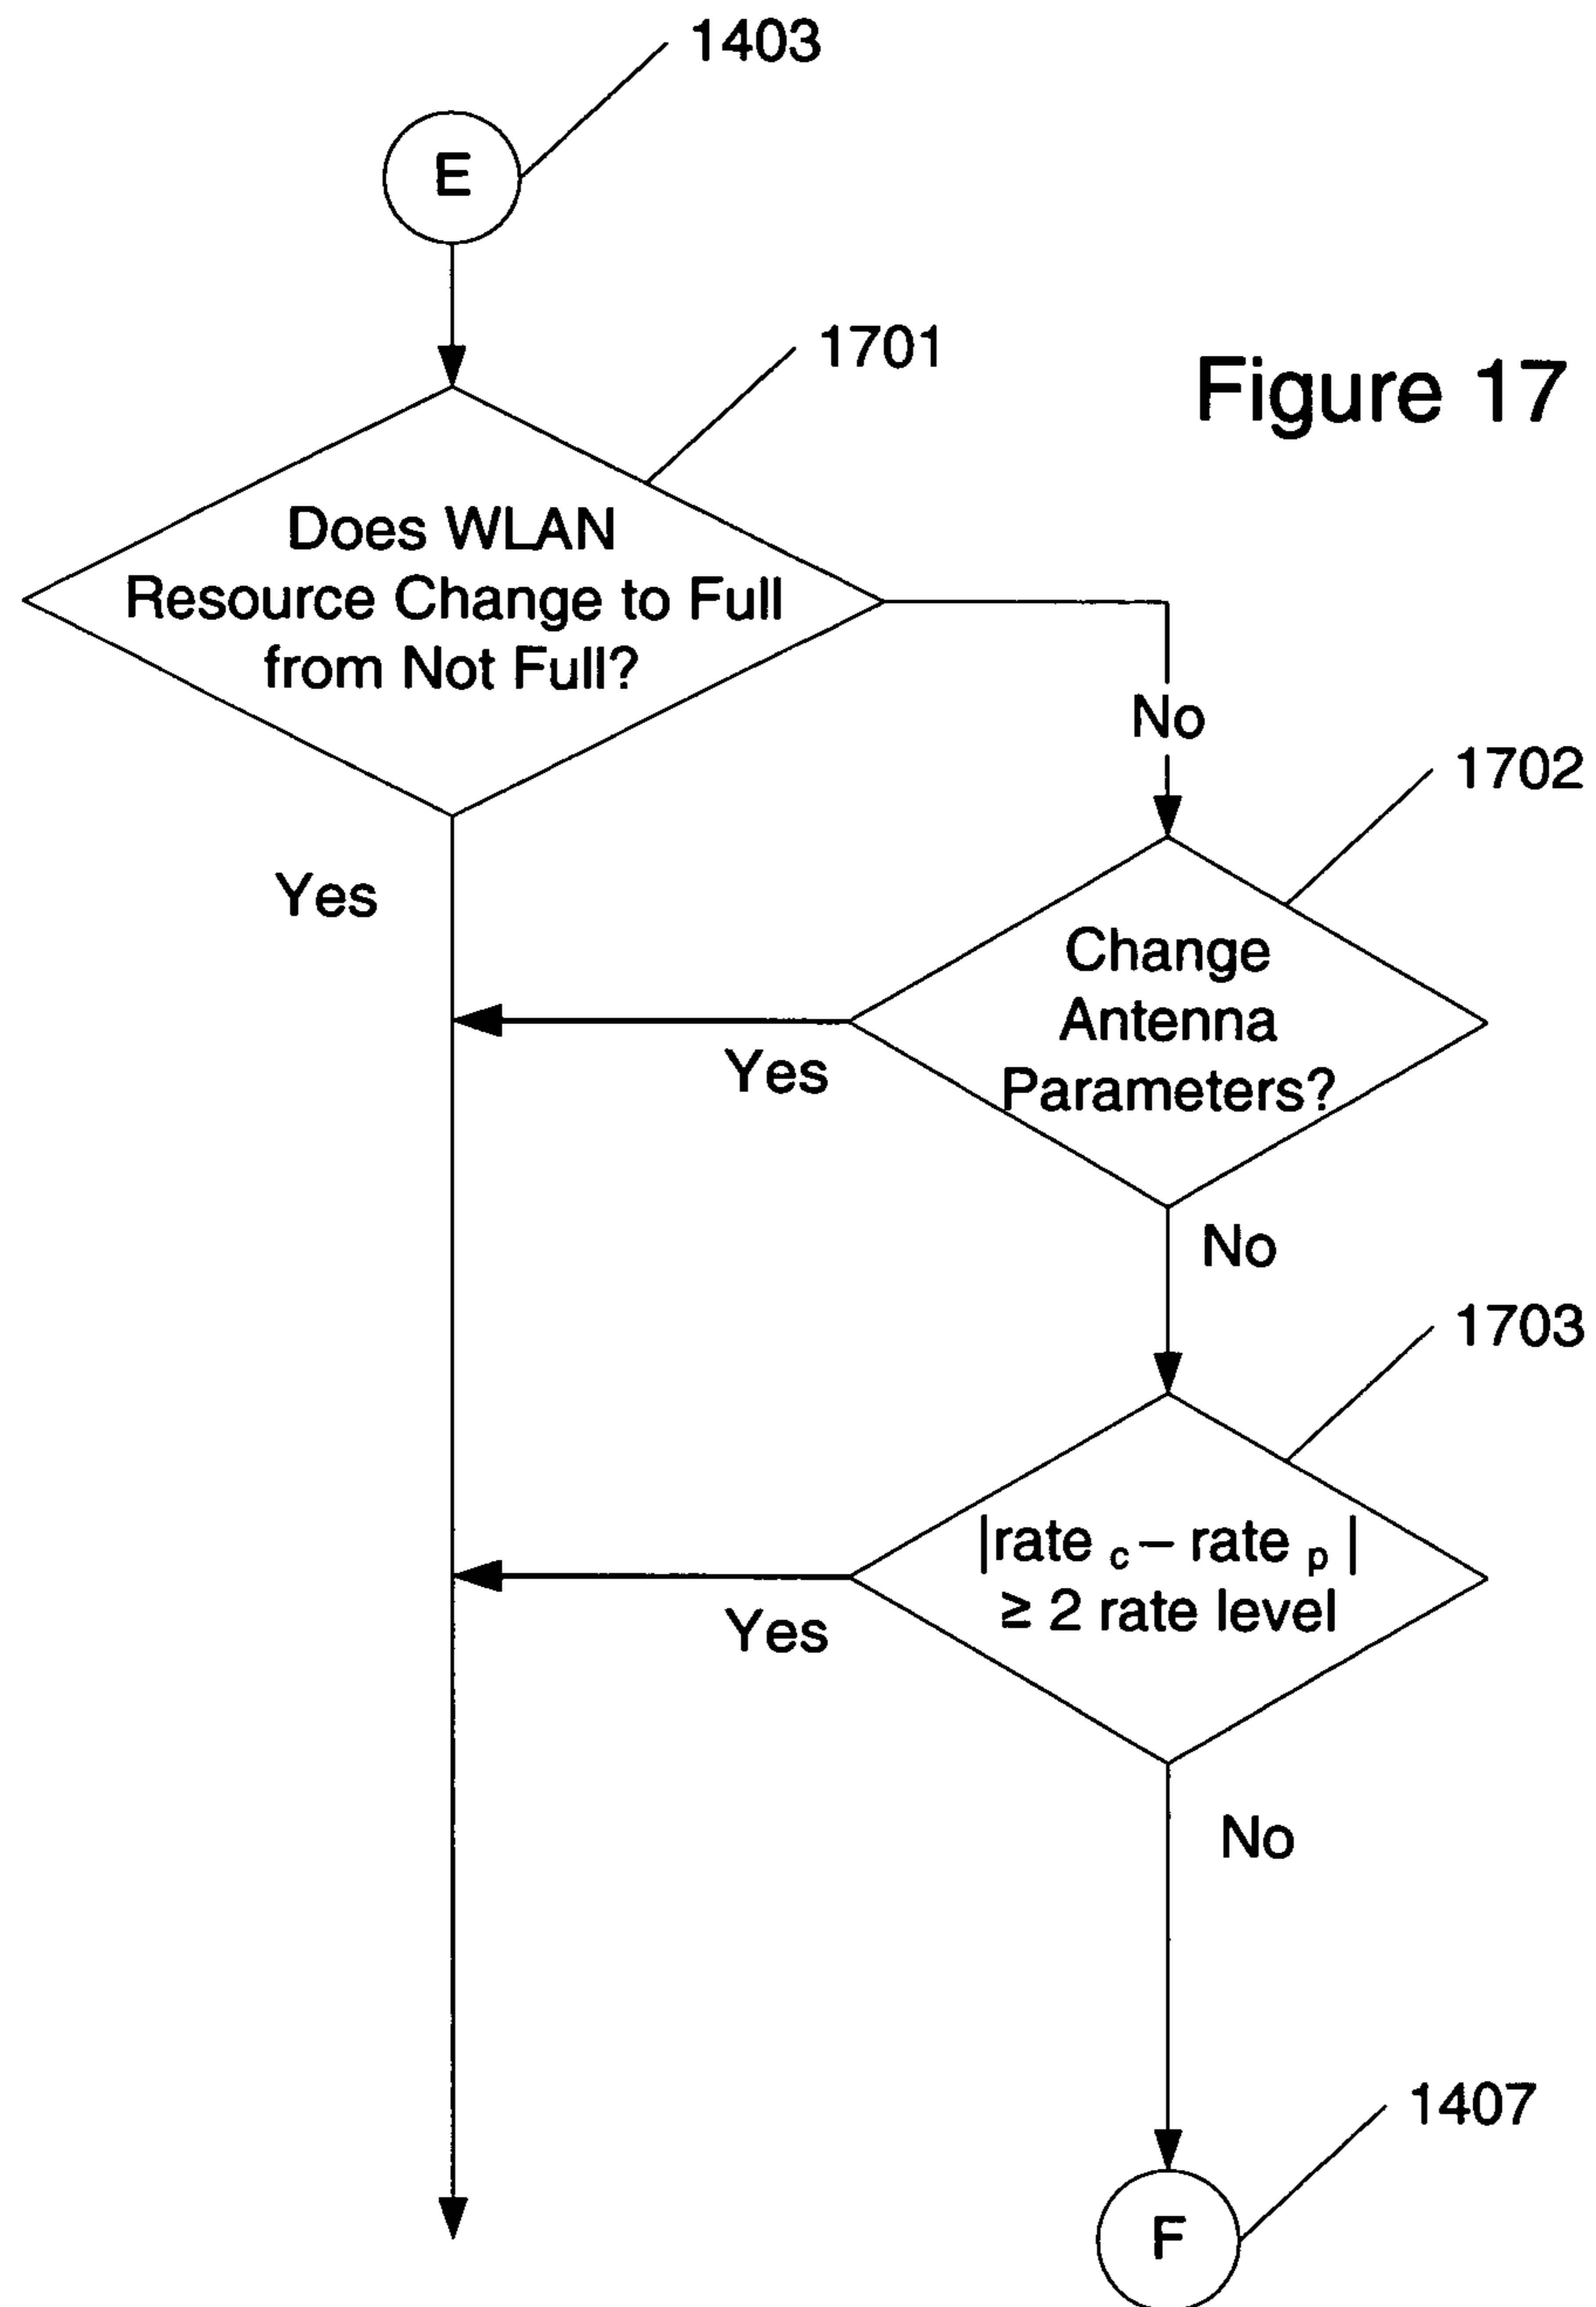 1403
E
1701
Figure 17
Does WLAN
Resource Change to Full
from Not Full?
No
1702
Yes
Change
Antenna
Parameters?
Yes
No
1703
|rate c – rate p |
≥ 2 rate level
Yes
No
1407
F